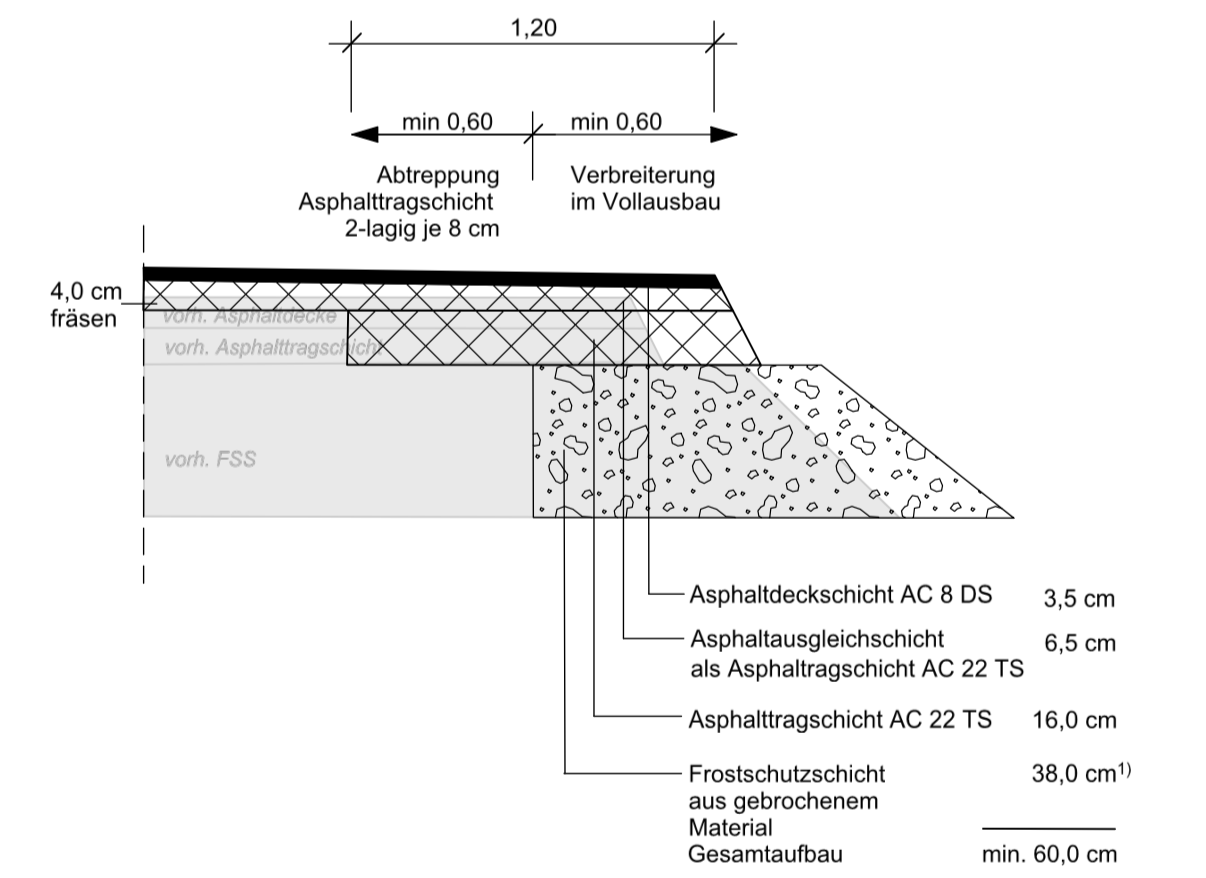 1,20
min 0,60 min 0,60
Abtreppung
Asphalttragschicht
2-lagig je 8 cm
Verbreiterung
im Vollausbau
4,0 cm
fräsen
vorh. Asphaltdecke
vorh. Asphalttragschicht
vorh. FSS
Asphaltdeckschicht AC 8 DS 3,5 cm
Asphaltausgleichschicht 6,5 cm
als Asphaltragschicht AC 22 TS
Asphalttragschicht AC 22 TS 16,0 cm
Frostschutzschicht 38,0 cm1)
aus gebrochenem
Material
Gesamtaufbau min. 60,0 cm